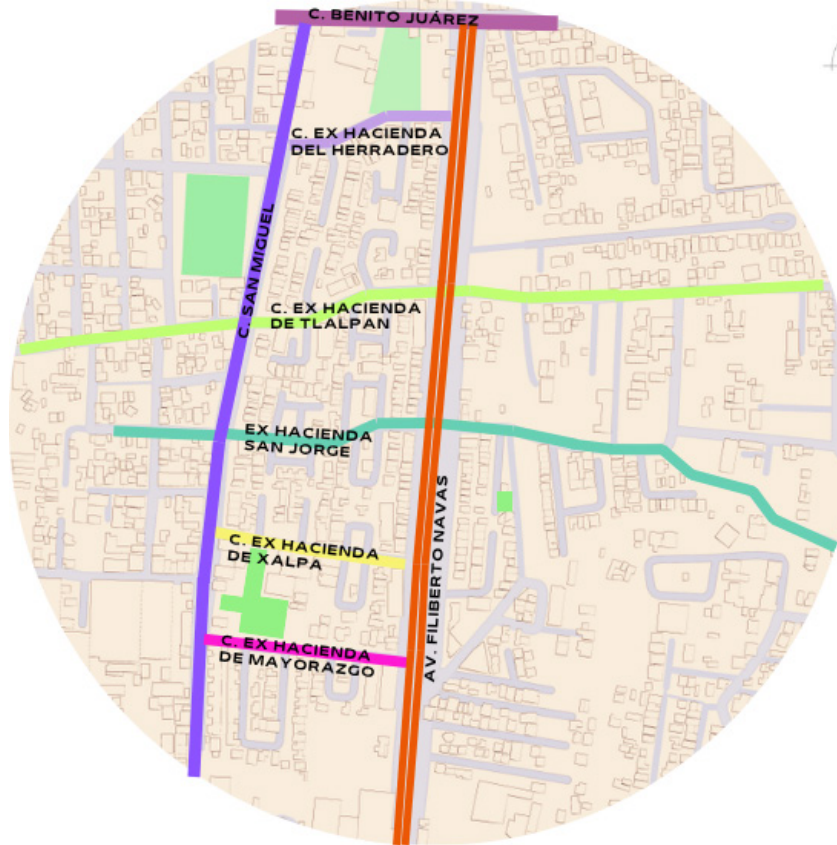 C. BENITO JUÁREZ
C. EX HACIENDA
DEL HERRADERO
C. SAN MIGUEL
C. EX HACIENDA
DE TLALPAN
EX HACIENDA
SAN JORGE
AV. FILIBERTO NAVAS
C. EX HACIENDA
DE XALPA
C. EX HACIENDA
DE MAYORAZGO